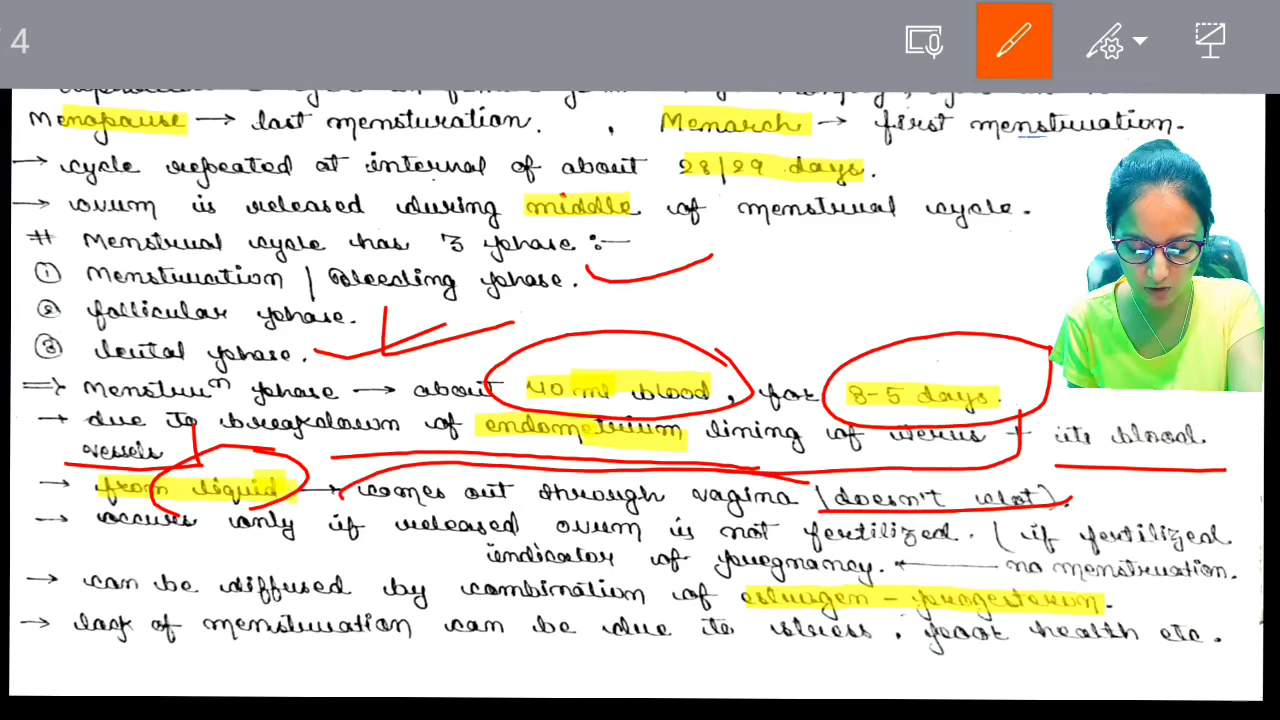 4
Menopause → last mensturation. , Menarch → first menstruation.
→ cycle repeated at interval of about 28/29 days.
→ ovum is released during middle of menstrual cycle.
# Menstrual cycle has 3 phase :-
① Menstruation / Bleeding phase.
② follicular phase.
③ leutal phase.
⇒ Menstruⁿ phase → about 40 ml blood, for 3-5 days.
→ due to breakdown of endometrium lining of uterus + its blood
vessels
→ from liquid → comes out through vagina (doesn't clot).
→ occurs only if released ovum is not fertilized. (if fertilized
indicator of pregnancy. ← no menstruation.
→ can be diffused by combination of
→ lack of menstruation can be due to stress, poor health etc.